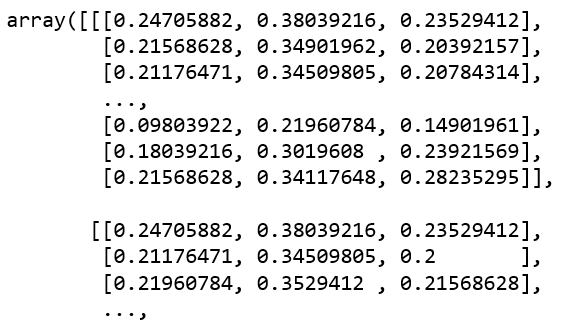 array([[[0.24705882, 0.38039216, 0.23529412],
        [0.21568628, 0.34901962, 0.20392157],
        [0.21176471, 0.34509805, 0.20784314],
        ...,
        [0.09803922, 0.21960784, 0.14901961],
        [0.18039216, 0.3019608 , 0.23921569],
        [0.21568628, 0.34117648, 0.28235295]],

       [[0.24705882, 0.38039216, 0.23529412],
        [0.21176471, 0.34509805, 0.2       ],
        [0.21960784, 0.3529412 , 0.21568628],
        ...,